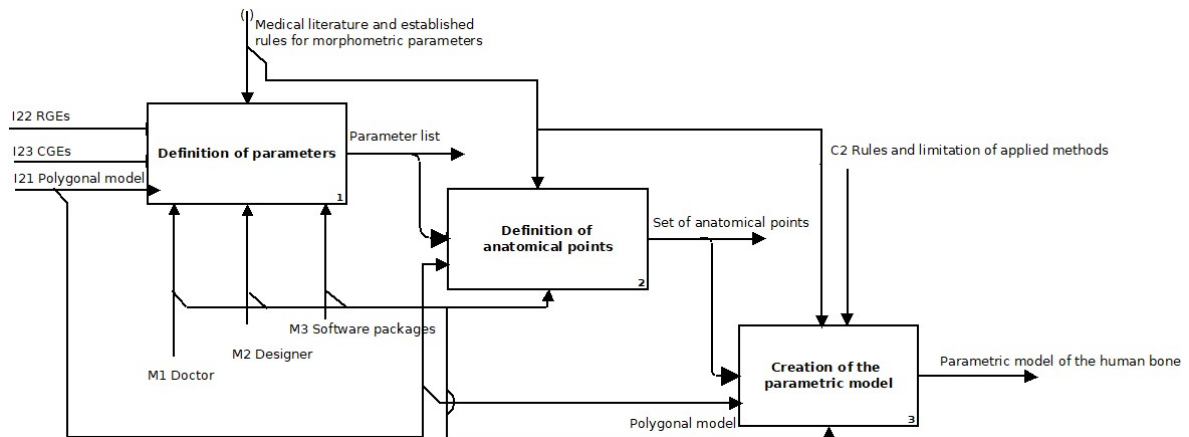 ()
Medical literature and established
rules for morphometric parameters
I22 RGEs
I23 CGEs
I21 Polygonal model
Definition of parameters
1
Parameter list
C2 Rules and limitation of applied methods
Definition of
anatomical points
2
Set of anatomical points
M3 Software packages
M2 Designer
M1 Doctor
Creation of the
parametric model
3
Parametric model of the human bone
Polygonal model